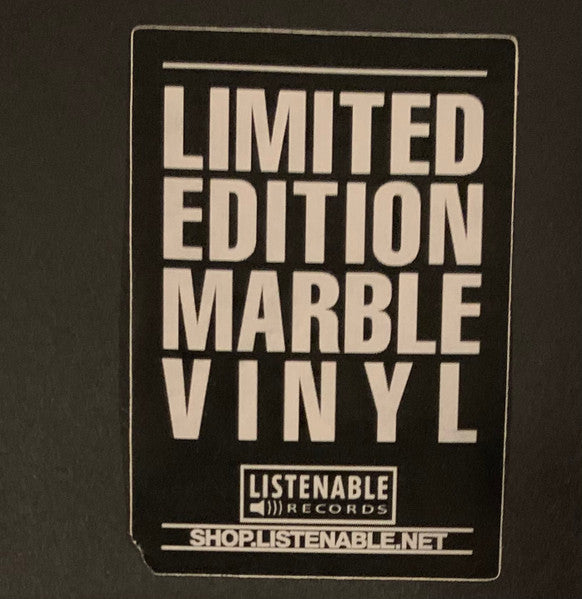 LIMITED
EDITION
MARBLE
VINYL
LISTENABLE
RECORDS
SHOP.LISTENABLE.NET